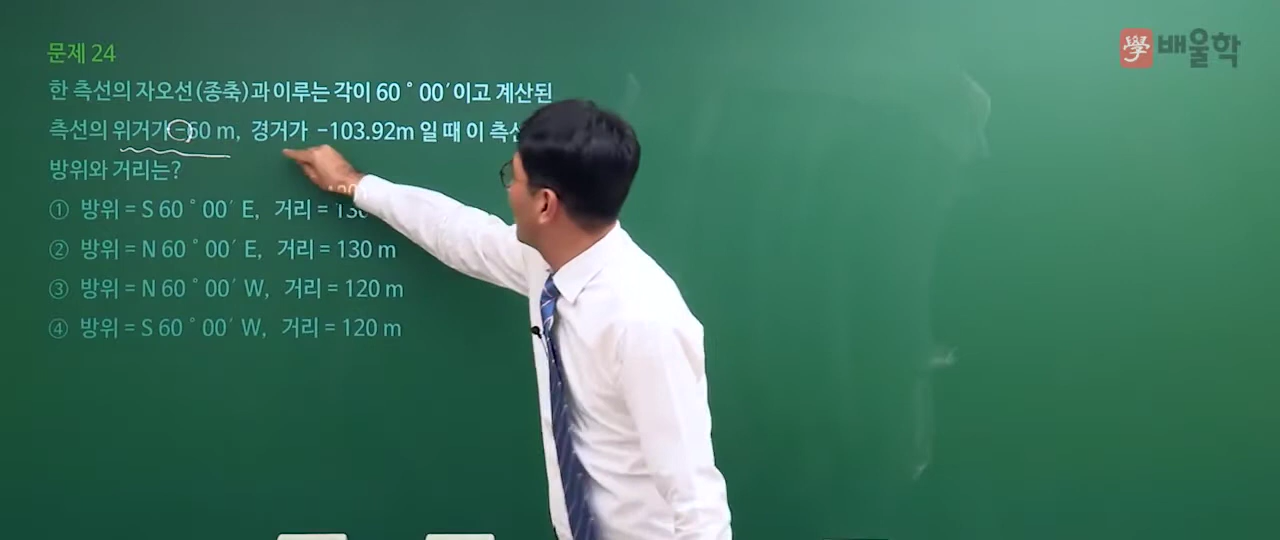 문제 24
學 배울학
한 측선의 자오선(종축)과 이루는 각이 60˚00′이고 계산된
측선의 위거가 -60 m, 경거가 -103.92m 일 때 이
방위와 거리는?
① 방위 = S 60˚00′ E, 거리 =
② 방위 = N 60˚00′ E, 거리 = 130 m
③ 방위 = N 60˚00′ W, 거리 = 120 m
④ 방위 = S 60˚00′ W, 거리 = 120 m